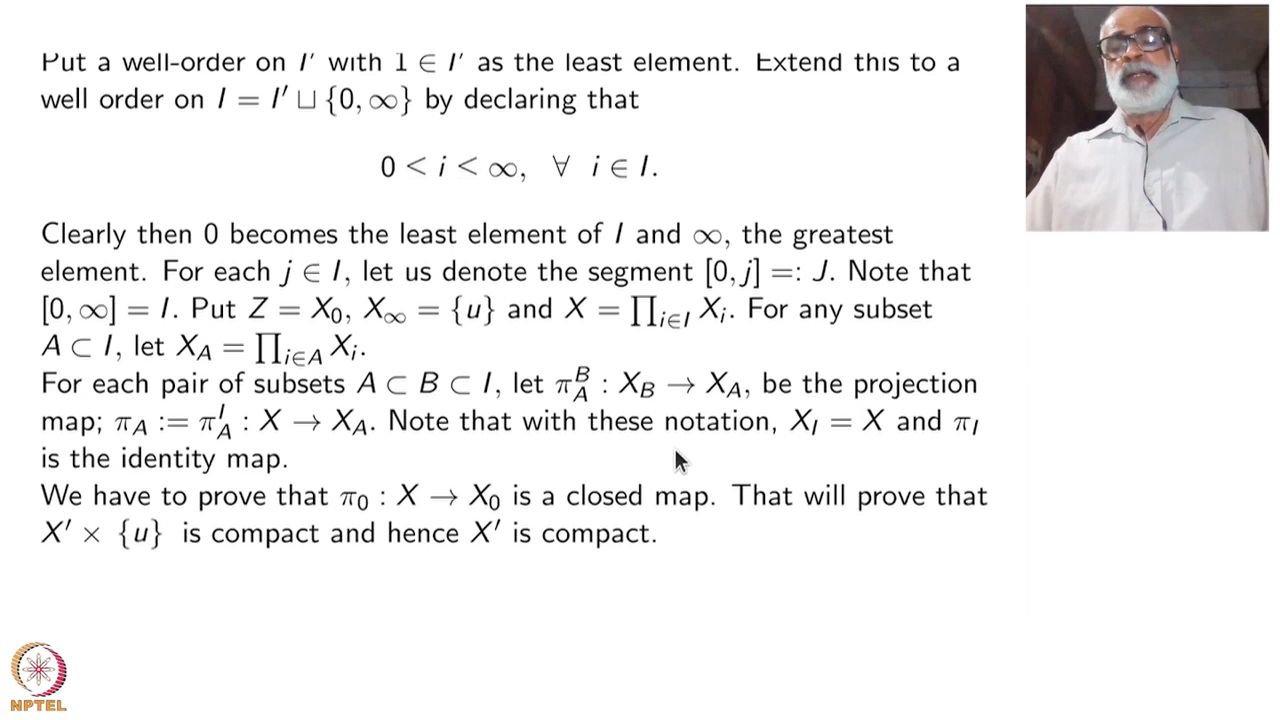 Put a well-order on I′ with 1 ∈ I′ as the least element. Extend this to a
well order on I = I′ ⊔ {0, ∞} by declaring that
0 < i < ∞, ∀ i ∈ I.
Clearly then 0 becomes the least element of I and ∞, the greatest
element. For each j ∈ I, let us denote the segment [0, j] =: J. Note that
[0, ∞] = I. Put Z = X₀, X∞ = {u} and X = ∏_{i∈I} X_i. For any subset
A ⊂ I, let X_A = ∏_{i∈A} X_i.
For each pair of subsets A ⊂ B ⊂ I, let π_A^B : X_B → X_A, be the projection
map; π_A := π_A^I : X → X_A. Note that with these notation, X_I = X and π_I
is the identity map.
We have to prove that π₀ : X → X₀ is a closed map. That will prove that
X′ × {u} is compact and hence X′ is compact.
NPTEL